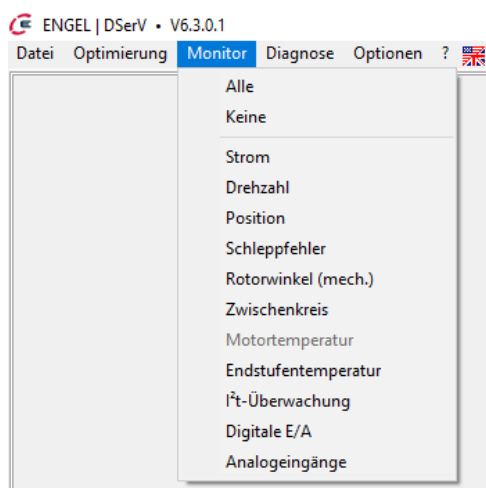 ENGEL | DServ • V6.3.0.1
Datei Optimierung Monitor Diagnose Optionen ?
Alle
Keine
Strom
Drehzahl
Position
Schleppfehler
Rotorwinkel (mech.)
Zwischenkreis
Motortemperatur
Endstufentemperatur
I²t-Überwachung
Digitale E/A
Analogeingänge